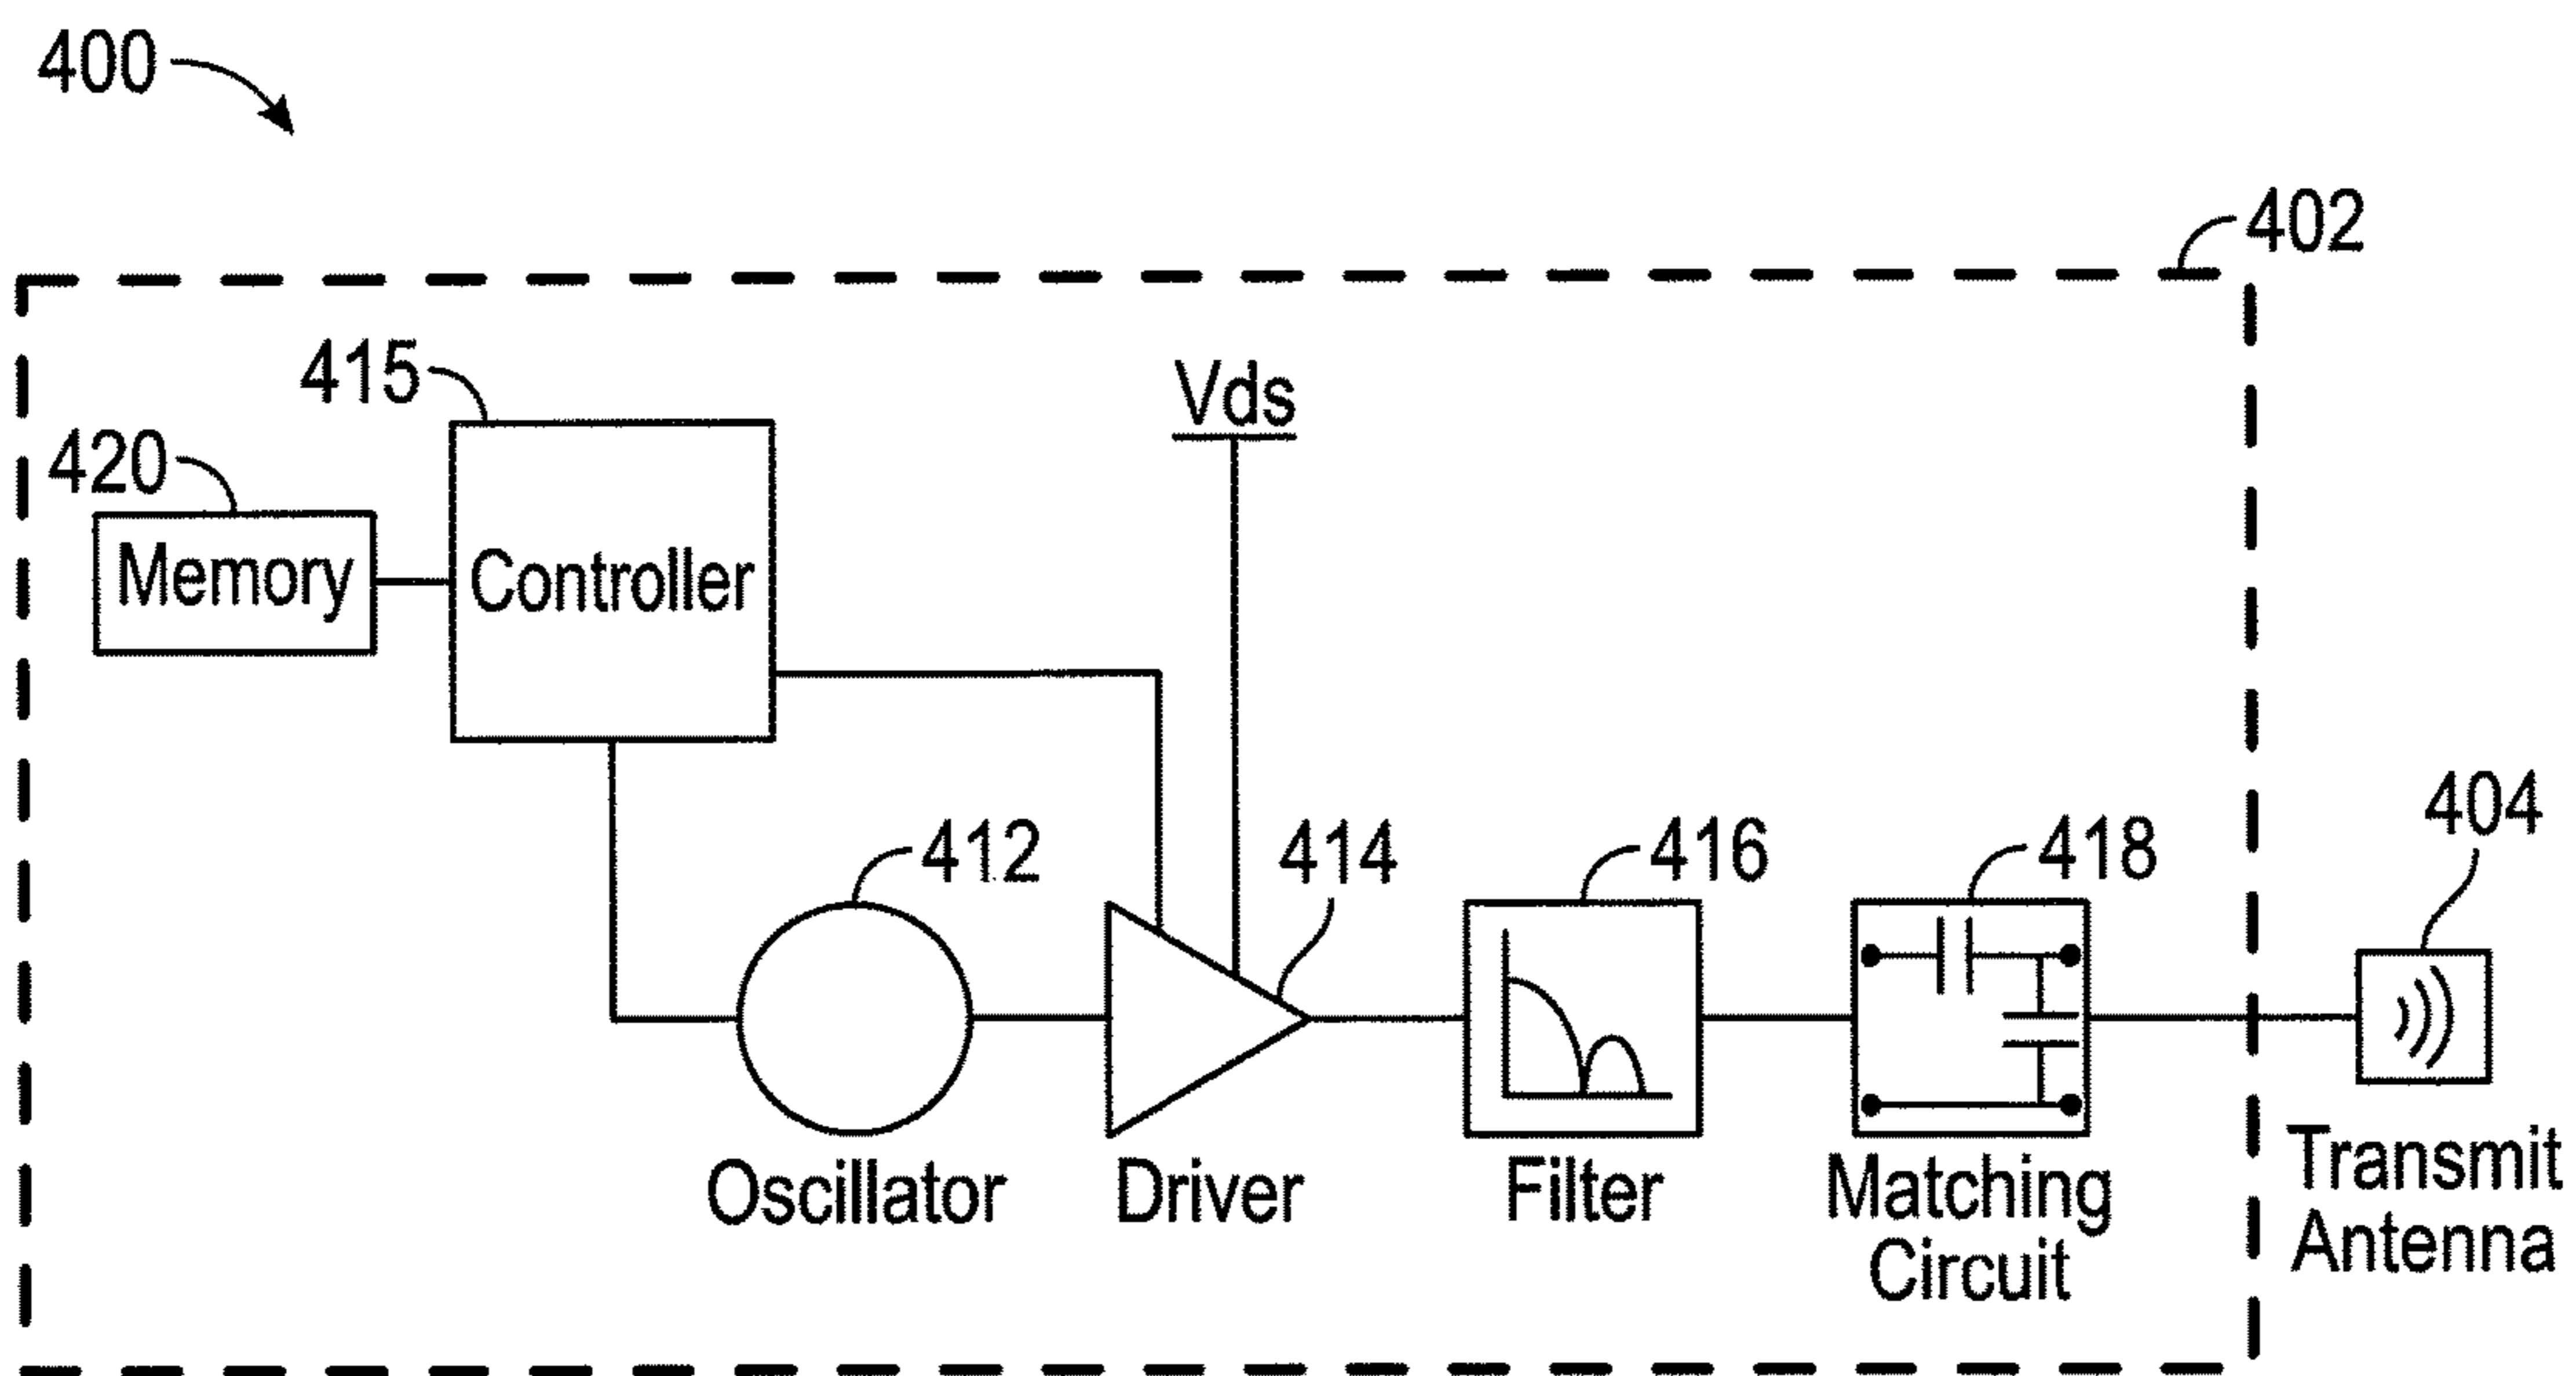 400
402
415
Vds
420
Memory
Controller
412
414
416
418
404
Oscillator
Driver
Filter
Matching
Circuit
Transmit
Antenna